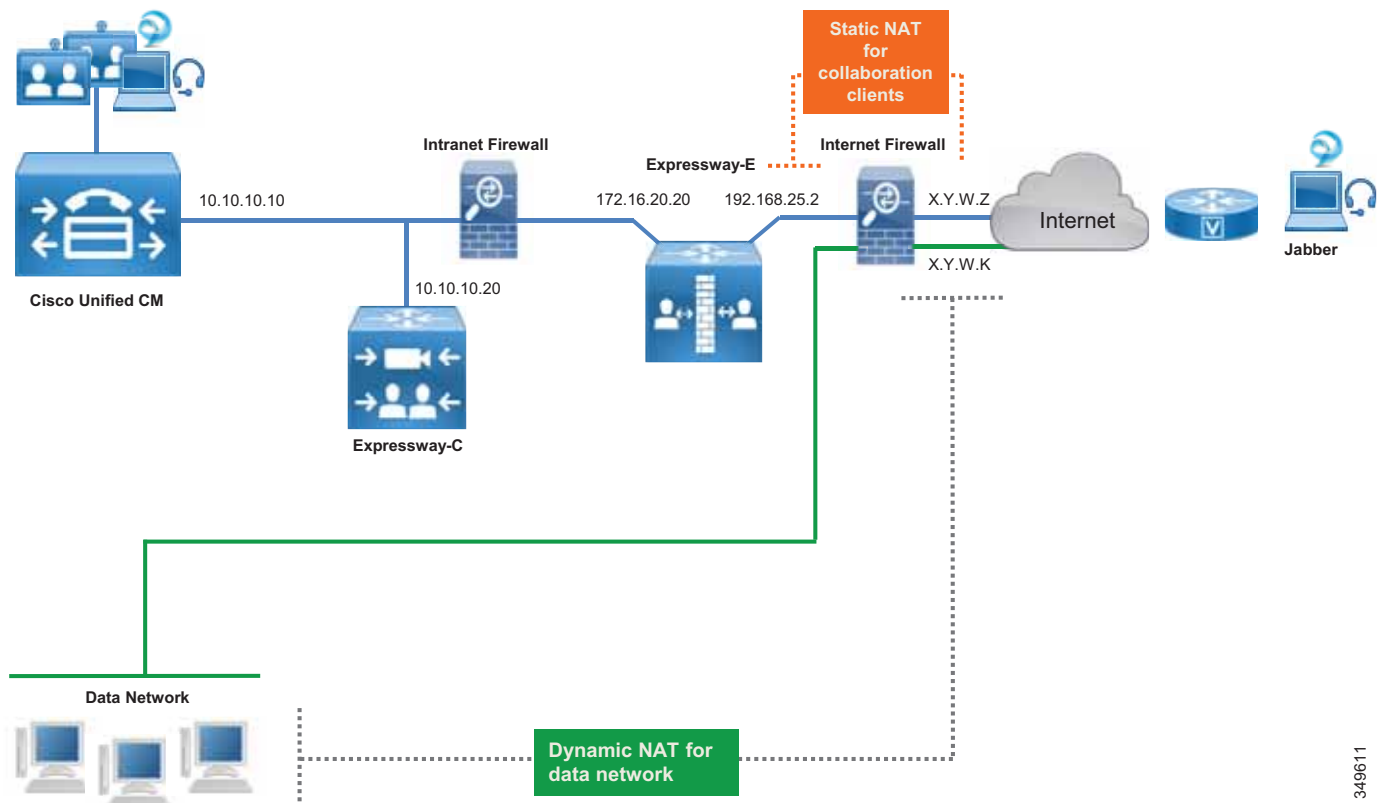 Static NAT
for
collaboration
clients
Intranet Firewall
Internet Firewall
Expressway-E
10.10.10.10
172.16.20.20
192.168.25.2
X.Y.W.Z
Internet
V
Jabber
X.Y.W.K
Cisco Unified CM
10.10.10.20
Expressway-C
Data Network
Dynamic NAT for
data network
349611